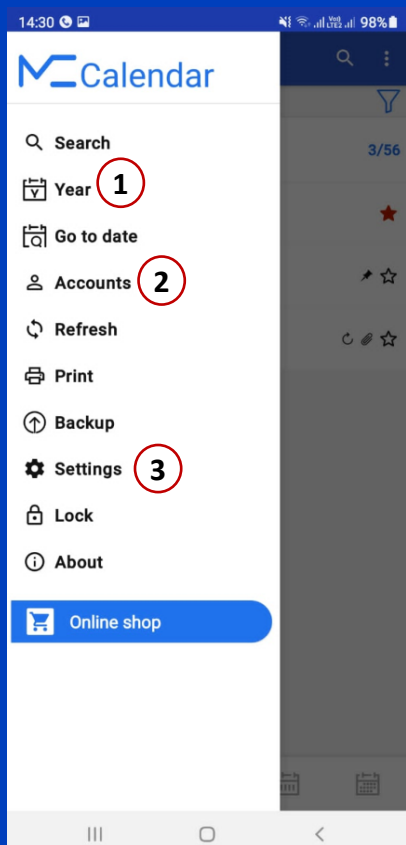 14:30 98%
MC Calendar
Search
3/56
Year 1
Go to date
Accounts 2
Refresh
Print
Backup
Settings 3
Lock
About
Online shop